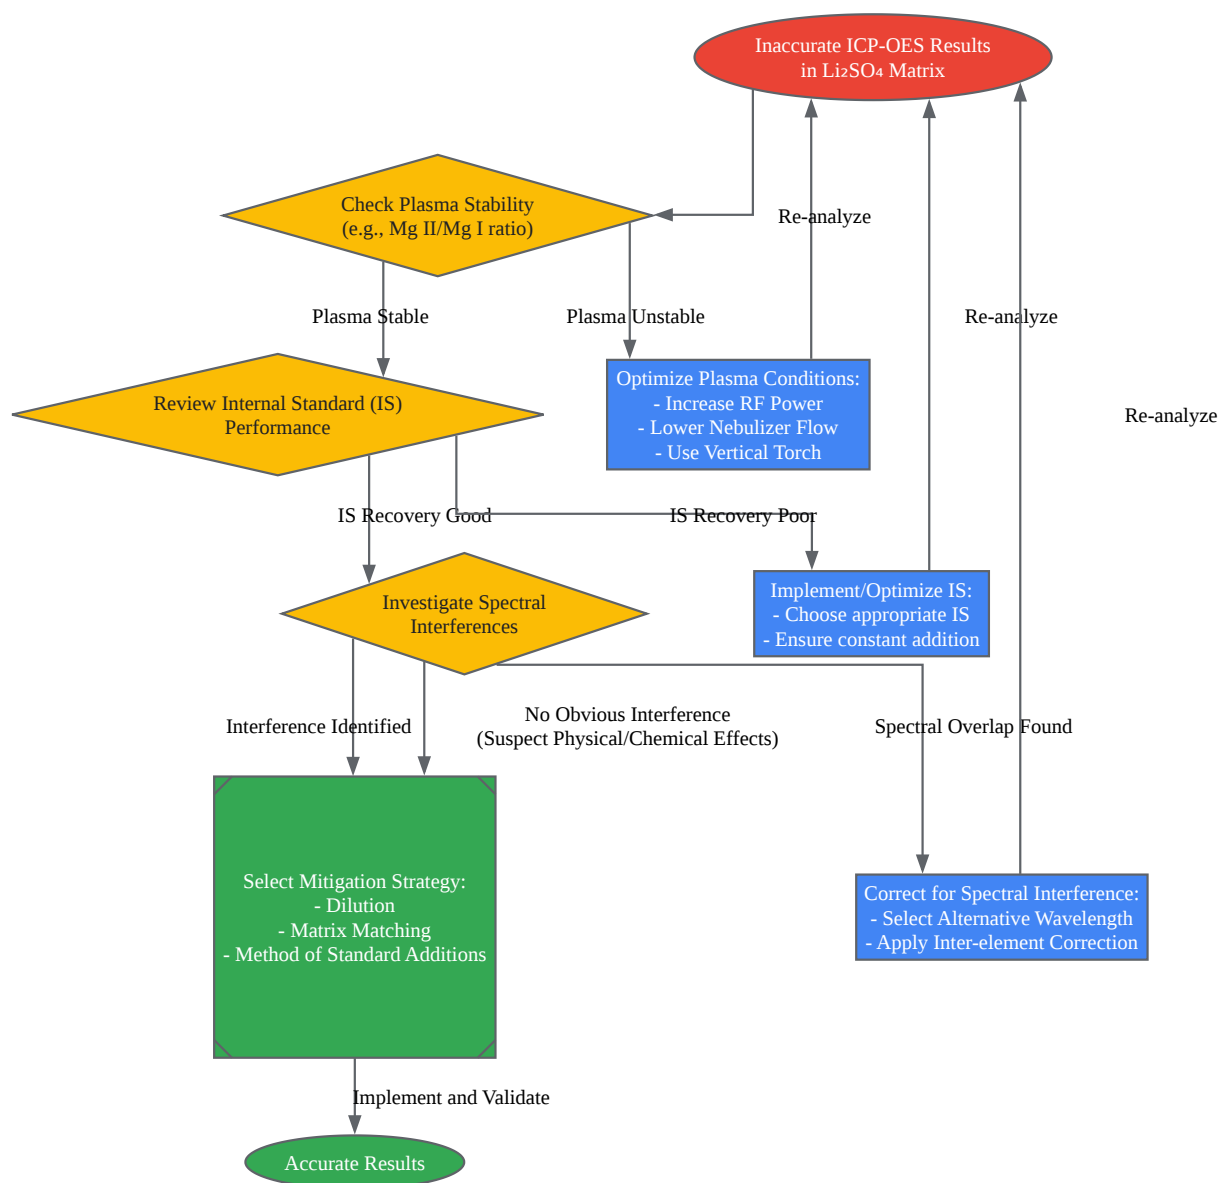 Inaccurate ICP-OES Results
in Li₂SO₄ Matrix
Check Plasma Stability
(e.g., Mg II/Mg I ratio)
Re-analyze
Plasma Stable
Plasma Unstable
Re-analyze
Review Internal Standard (IS)
Performance
Optimize Plasma Conditions:
- Increase RF Power
- Lower Nebulizer Flow
- Use Vertical Torch
Re-analyze
IS Recovery Good
IS Recovery Poor
Investigate Spectral
Interferences
Implement/Optimize IS:
- Choose appropriate IS
- Ensure constant addition
Interference Identified
No Obvious Interference
(Suspect Physical/Chemical Effects)
Spectral Overlap Found
Select Mitigation Strategy:
- Dilution
- Matrix Matching
- Method of Standard Additions
Correct for Spectral Interference:
- Select Alternative Wavelength
- Apply Inter-element Correction
Implement and Validate
Accurate Results